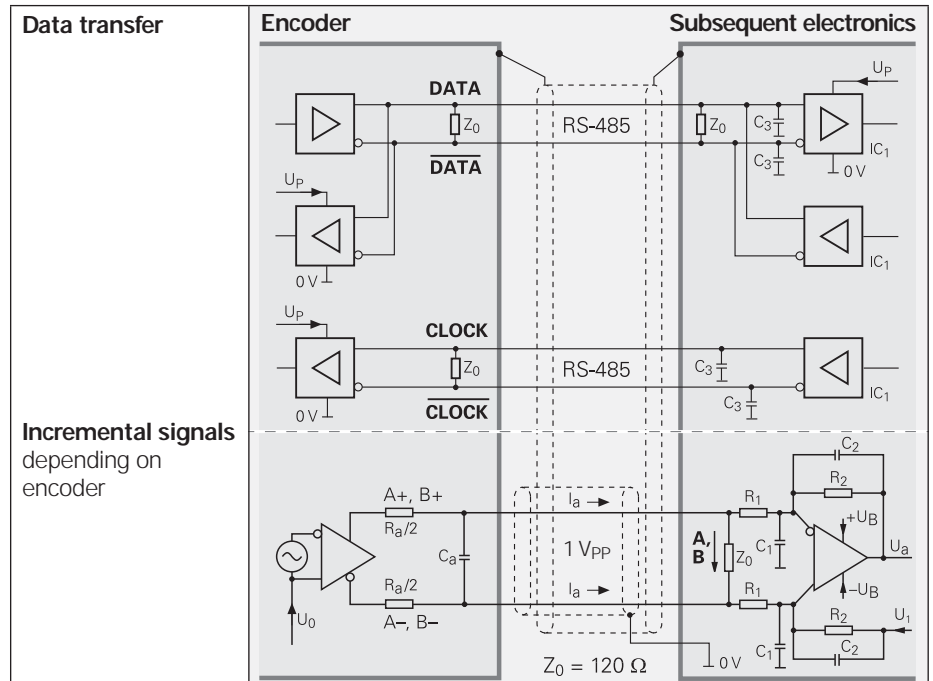 Data transfer
Encoder
Subsequent electronics
DATA
Z0
RS-485
Z0
C3
UP
IC1
DATA
C3
0 V
UP
0 V
IC1
UP
CLOCK
Z0
RS-485
C3
IC1
0 V
CLOCK
C3
Incremental signals
depending on
encoder
A+, B+
Ra/2
Ca
Ia
1 VPP
A,
B
Z0
R1
C1
C2
R2
+UB
Ua
Ra/2
A−, B−
U0
Ia
R1
C1
−UB
R2
U1
C2
Z0 = 120 Ω
0 V